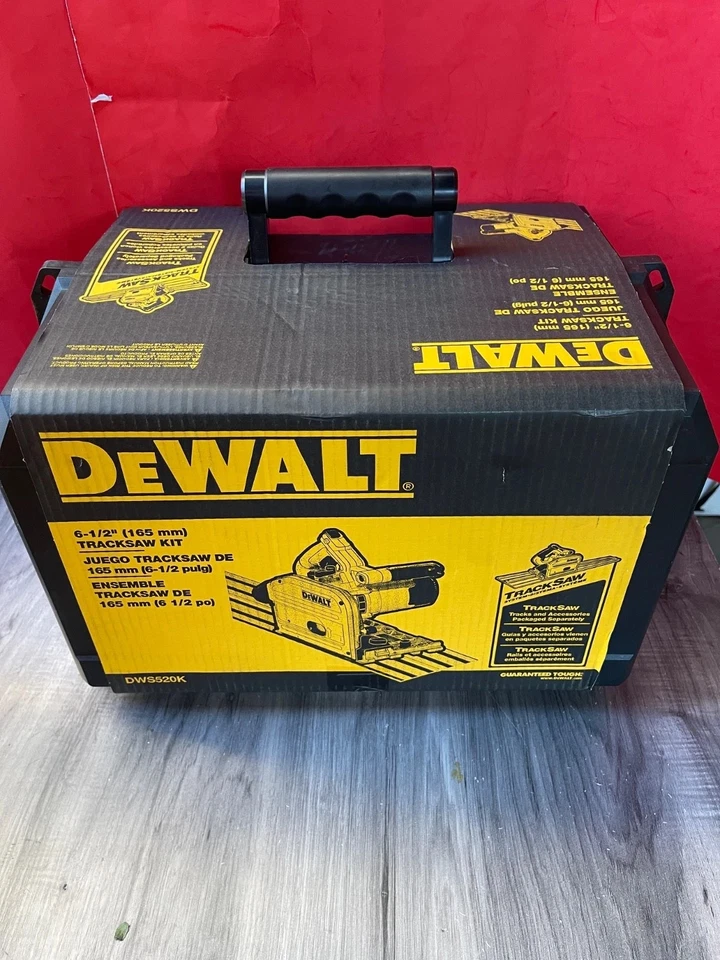 DWS520K
TRACKSAW
DEWALT®
6-1/2" (165 mm)
TRACKSAW KIT
JUEGO TRACKSAW DE
165 mm (6-1/2 pulg)
ENSEMBLE
TRACKSAW DE
165 mm (6 1/2 po)
DEWALT®
6-1/2" (165 mm)
TRACKSAW KIT
JUEGO TRACKSAW DE
165 mm (6-1/2 pulg)
ENSEMBLE
TRACKSAW DE
165 mm (6 1/2 po)
DEWALT
TRACKSAW
TRACKSAW
Tracks and Accessories
Packaged Separately
TRACKSAW
Guías y accesorios vienen
en paquetes separados
TRACKSAW
Rails et accessoires
emballés séparément
DWS520K
GUARANTEED TOUGH®
www.DEWALT.com